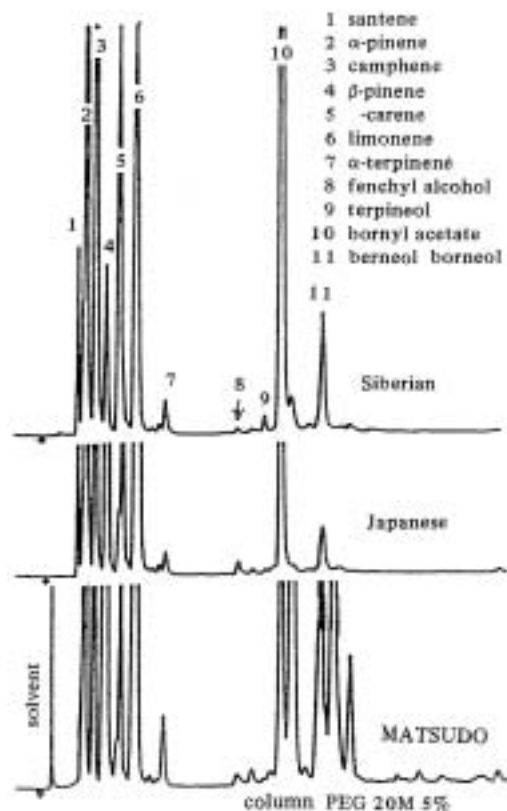 1 santene
2 α-pinene
3 camphene
4 β-pinene
5 -carene
6 limonene
7 α-terpinene
8 fenchyl alcohol
9 terpineol
10 bornyl acetate
11 berneol borneol
1
2
3
4
5
6
7
8
9
10
11
Siberian
Japanese
solvent
MATSUDO
column PEG 20M 5%